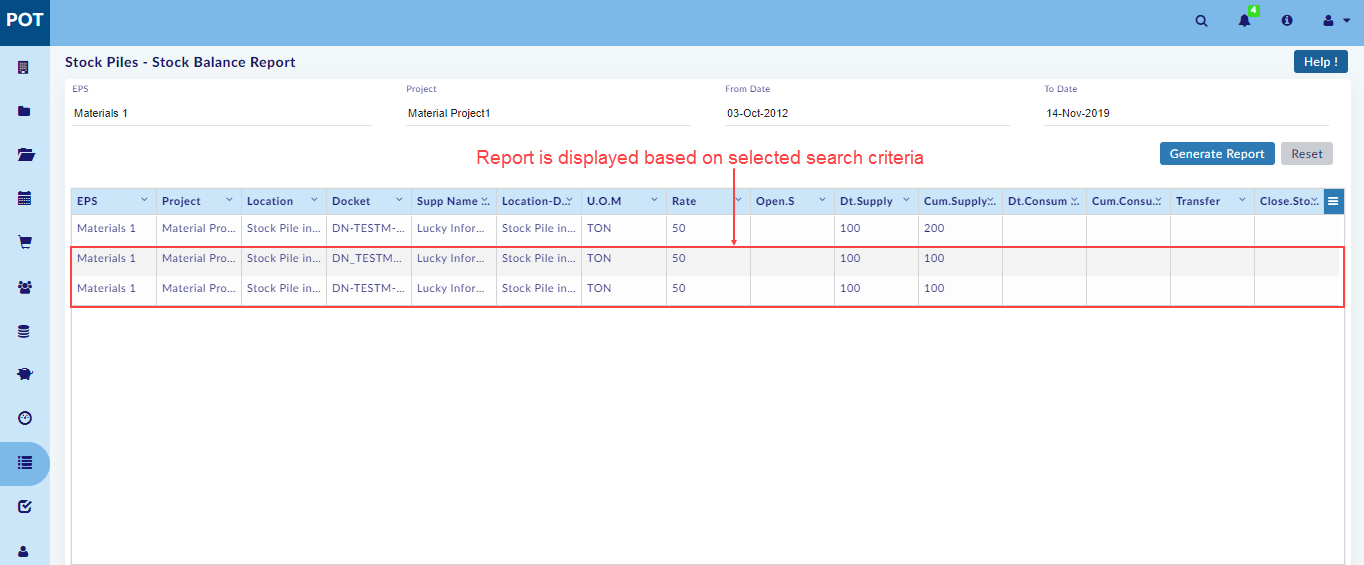 POT
4
Stock Piles - Stock Balance Report
Help !
EPS Project From Date To Date
Materials 1 Material Project1 03-Oct-2012 14-Nov-2019
Report is displayed based on selected search criteria
Generate Report Reset
EPS Project Location Docket Supp Name ... Location-D... U.O.M Rate Open.S Dt.Supply Cum.Supply... Dt.Consum ... Cum.Consu... Transfer Close.Sto...
Materials 1 Material Pro... Stock Pile in... DN-TESTM-... Lucky Infor... Stock Pile in... TON 50 100 200
Materials 1 Material Pro... Stock Pile in... DN_TESTM... Lucky Infor... Stock Pile in... TON 50 100 100
Materials 1 Material Pro... Stock Pile in... DN-TESTM-... Lucky Infor... Stock Pile in... TON 50 100 100